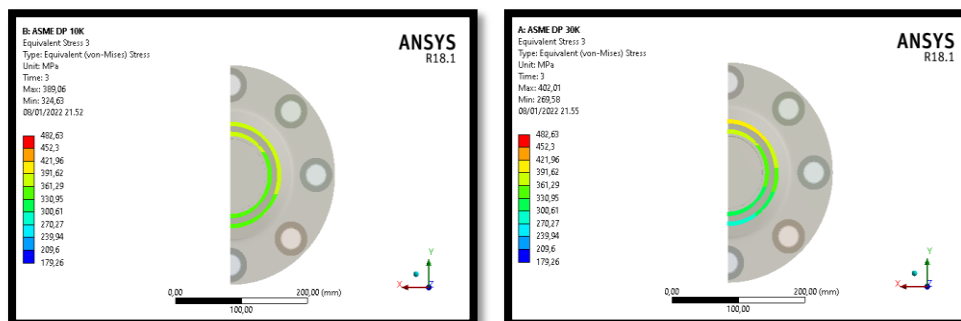 B: ASME DP 10K
Equivalent Stress 3
Type: Equivalent (von-Mises) Stress
Unit: MPa
Time: 3
Max: 389,06
Min: 324,63
08/01/2022 21.52
ANSYS
R18.1
482,63
452,3
421,96
391,62
361,29
330,95
300,61
270,27
239,94
209,6
179,26
Y
X
Z
0,00
200,00 (mm)
100,00
A: ASME DP 30K
Equivalent Stress 3
Type: Equivalent (von-Mises) Stress
Unit: MPa
Time: 3
Max: 402,01
Min: 269,58
08/01/2022 21.55
ANSYS
R18.1
482,63
452,3
421,96
391,62
361,29
330,95
300,61
270,27
239,94
209,6
179,26
Y
X
Z
0,00
200,00 (mm)
100,00